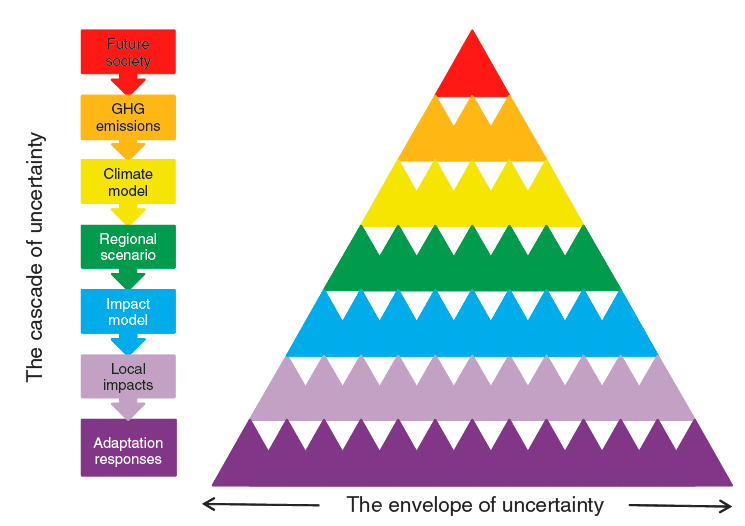 The cascade of uncertainty
Future
society
GHG
emissions
Climate
model
Regional
scenario
Impact
model
Local
impacts
Adaptation
responses
The envelope of uncertainty